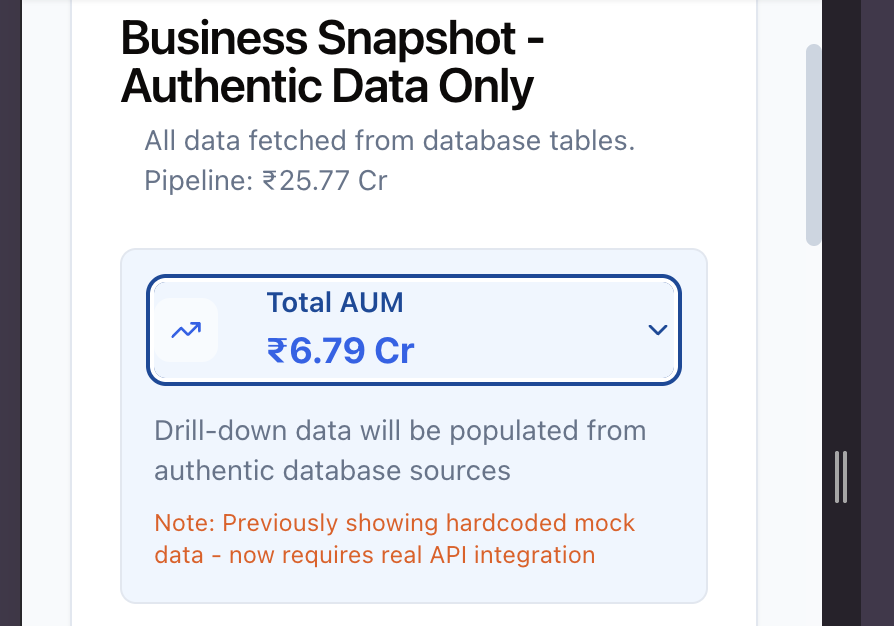 Business Snapshot -
Authentic Data Only
All data fetched from database tables.
Pipeline: ₹25.77 Cr
Total AUM
₹6.79 Cr
Drill-down data will be populated from
authentic database sources
Note: Previously showing hardcoded mock
data - now requires real API integration